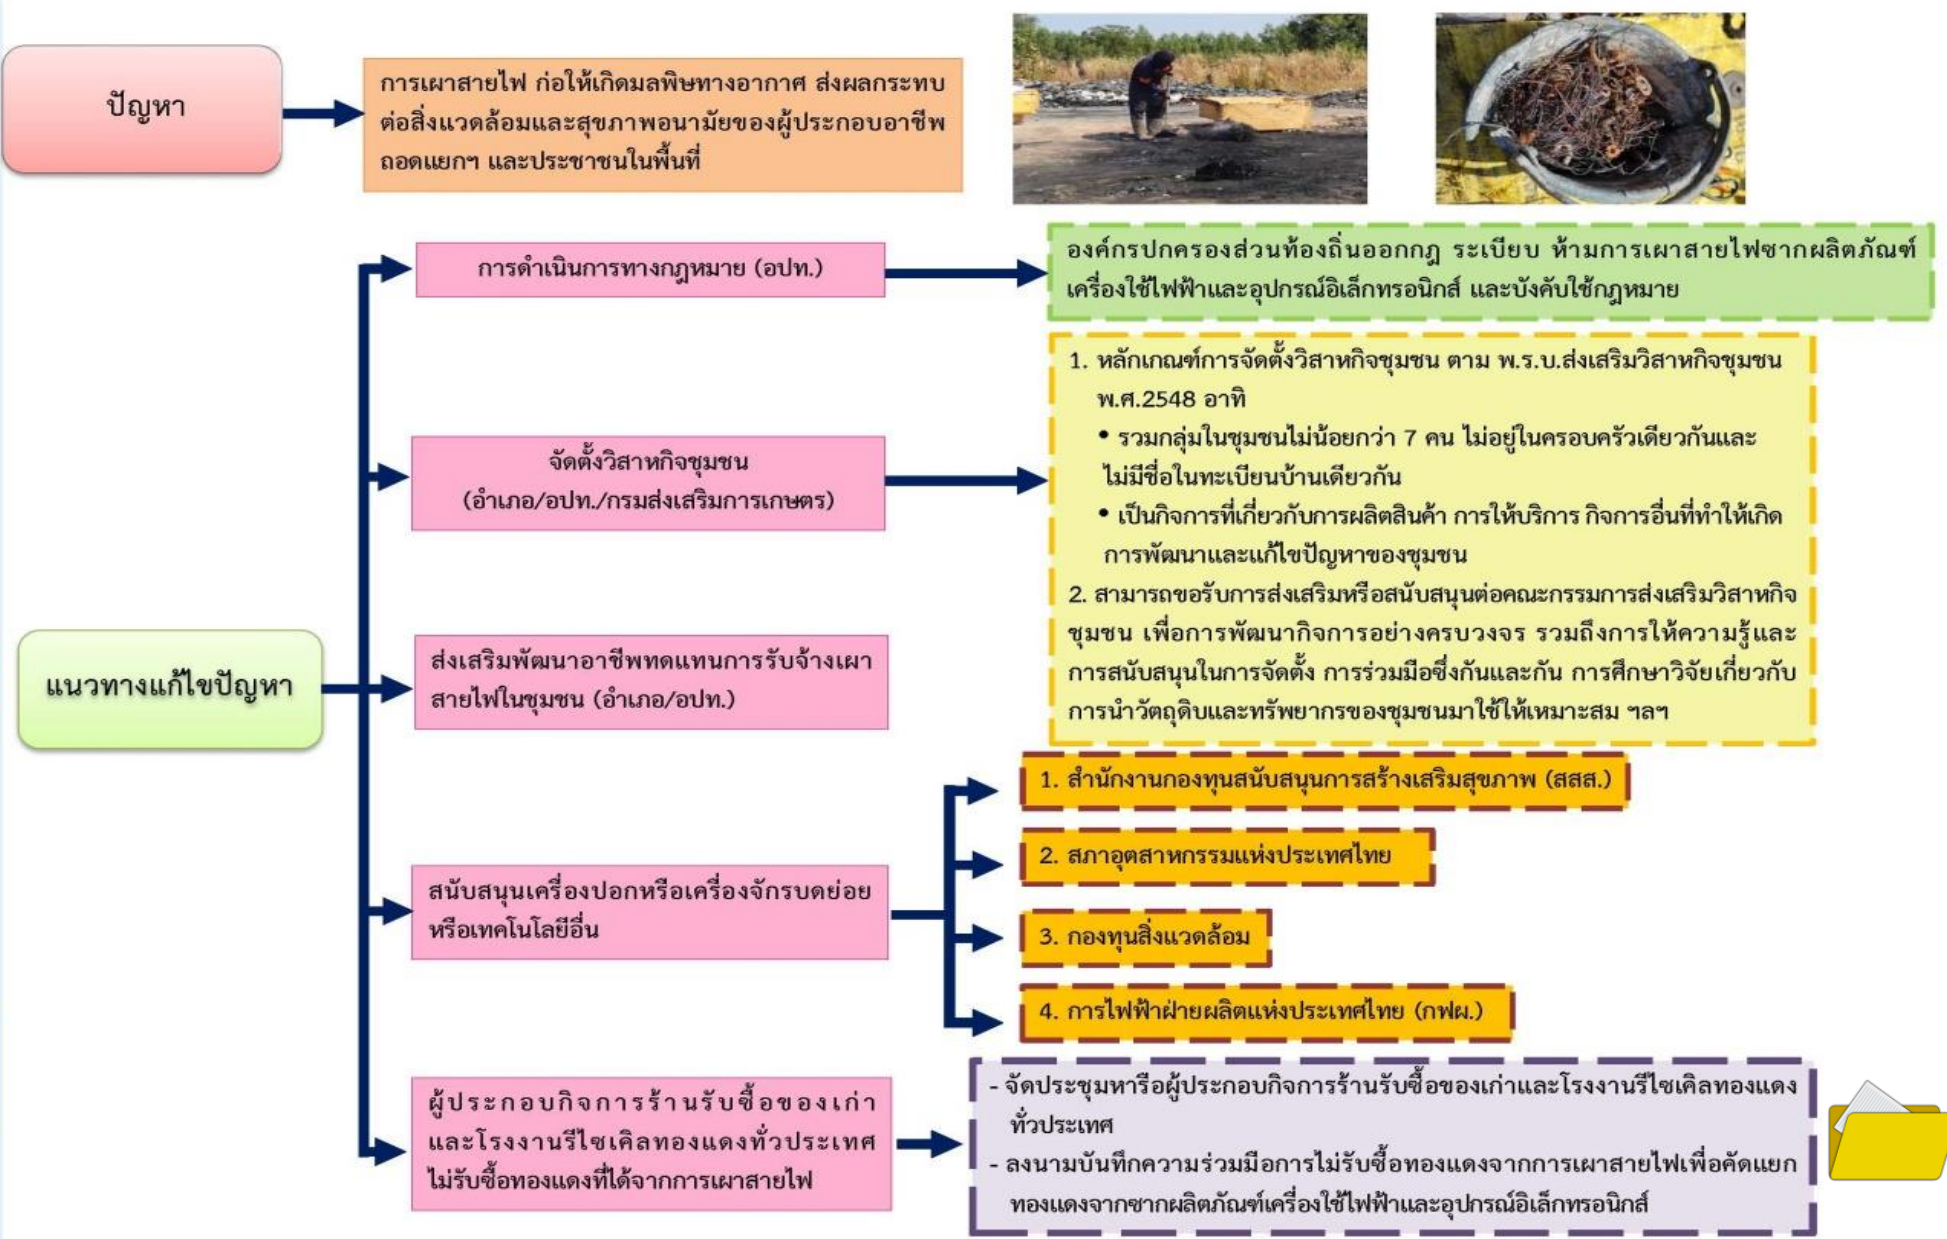 ปัญหา
การเผาสายไฟ ก่อให้เกิดมลพิษทางอากาศ ส่งผลกระทบ
ต่อสิ่งแวดล้อมและสุขภาพอนามัยของผู้ประกอบอาชีพ
ถอดแยกฯ และประชาชนในพื้นที่
แนวทางแก้ไขปัญหา
การดำเนินการทางกฎหมาย (อปท.)
องค์กรปกครองส่วนท้องถิ่นออกกฎ ระเบียบ ห้ามการเผาสายไฟซากผลิตภัณฑ์
เครื่องใช้ไฟฟ้าและอุปกรณ์อิเล็กทรอนิกส์ และบังคับใช้กฎหมาย
จัดตั้งวิสาหกิจชุมชน
(อำเภอ/อปท./กรมส่งเสริมการเกษตร)
1. หลักเกณฑ์การจัดตั้งวิสาหกิจชุมชน ตาม พ.ร.บ.ส่งเสริมวิสาหกิจชุมชน
พ.ศ.2548 อาทิ
• รวมกลุ่มในชุมชนไม่น้อยกว่า 7 คน ไม่อยู่ในครอบครัวเดียวกันและ
ไม่มีชื่อในทะเบียนบ้านเดียวกัน
• เป็นกิจการที่เกี่ยวกับการผลิตสินค้า การให้บริการ กิจการอื่นที่ทำให้เกิด
การพัฒนาและแก้ไขปัญหาของชุมชน
2. สามารถขอรับการส่งเสริมหรือสนับสนุนต่อคณะกรรมการส่งเสริมวิสาหกิจ
ชุมชน เพื่อการพัฒนากิจการอย่างครบวงจร รวมถึงการให้ความรู้และ
การสนับสนุนในการจัดตั้ง การร่วมมือซึ่งกันและกัน การศึกษาวิจัยเกี่ยวกับ
การนำวัตถุดิบและทรัพยากรของชุมชนมาใช้ให้เหมาะสม ฯลฯ
ส่งเสริมพัฒนาอาชีพทดแทนการรับจ้างเผา
สายไฟในชุมชน (อำเภอ/อปท.)
สนับสนุนเครื่องปอกหรือเครื่องจักรบดย่อย
หรือเทคโนโลยีอื่น
1. สำนักงานกองทุนสนับสนุนการสร้างเสริมสุขภาพ (สสส.)
2. สภาอุตสาหกรรมแห่งประเทศไทย
3. กองทุนสิ่งแวดล้อม
4. การไฟฟ้าฝ่ายผลิตแห่งประเทศไทย (กฟผ.)
ผู้ประกอบกิจการร้านรับซื้อของเก่า
และโรงงานรีไซเคิลทองแดงทั่วประเทศ
ไม่รับซื้อทองแดงที่ได้จากการเผาสายไฟ
- จัดประชุมหารือผู้ประกอบกิจการร้านรับซื้อของเก่าและโรงงานรีไซเคิลทองแดง
ทั่วประเทศ
- ลงนามบันทึกความร่วมมือการไม่รับซื้อทองแดงจากการเผาสายไฟเพื่อคัดแยก
ทองแดงจากซากผลิตภัณฑ์เครื่องใช้ไฟฟ้าและอุปกรณ์อิเล็กทรอนิกส์